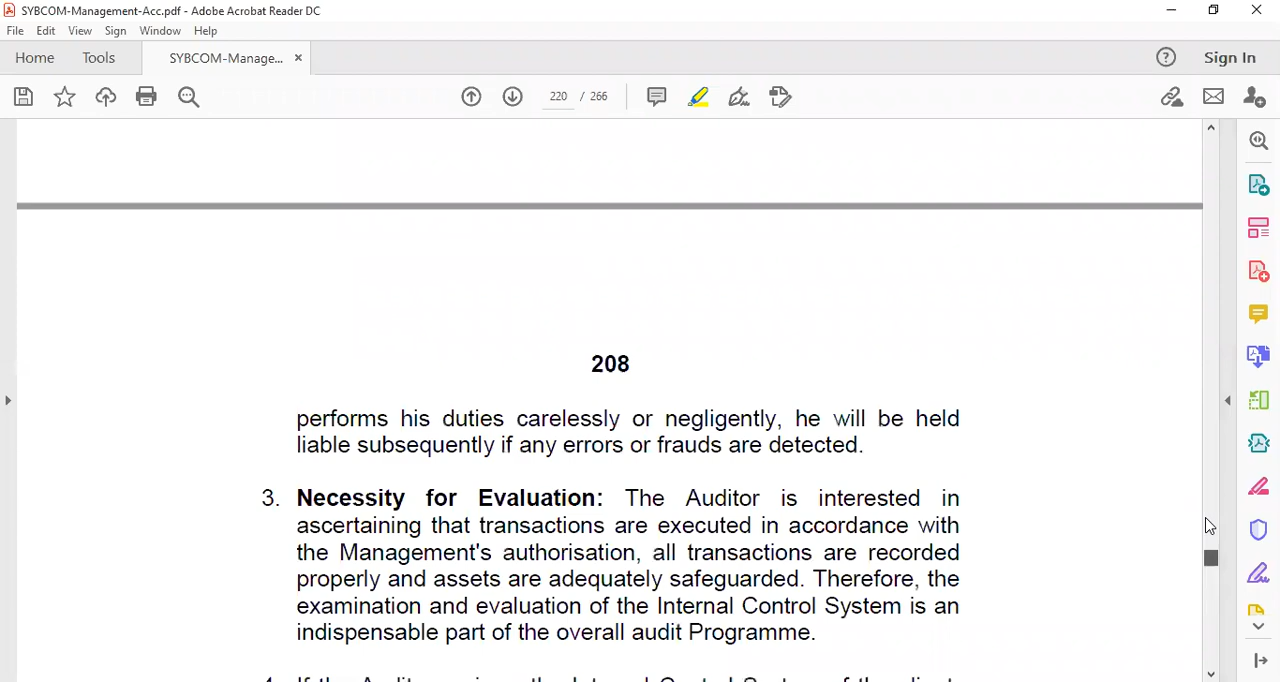 SYBCOM-Management-Acc.pdf - Adobe Acrobat Reader DC
File Edit View Sign Window Help
Home Tools SYBCOM-Manage... × Sign In
220 / 266
208
performs his duties carelessly or negligently, he will be held
liable subsequently if any errors or frauds are detected.
3. Necessity for Evaluation: The Auditor is interested in
ascertaining that transactions are executed in accordance with
the Management's authorisation, all transactions are recorded
properly and assets are adequately safeguarded. Therefore, the
examination and evaluation of the Internal Control System is an
indispensable part of the overall audit Programme.